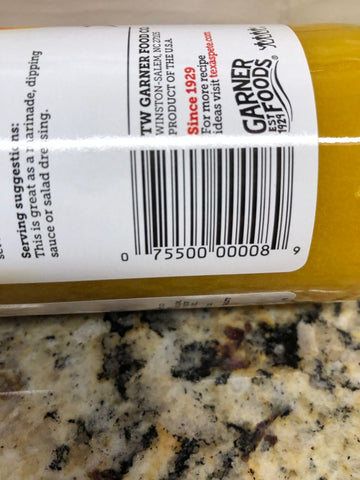 Serving suggestions:
This is great as a marinade, dipping
sauce or salad dressing.
TW GARNER FOOD CO.
WINSTON-SALEM, NC 27105
PRODUCT OF THE U.S.A
Since 1929
For more recipe
ideas visit texaspete.com
GARNER
FOODS®
EST
1929
0 75500 00008 9